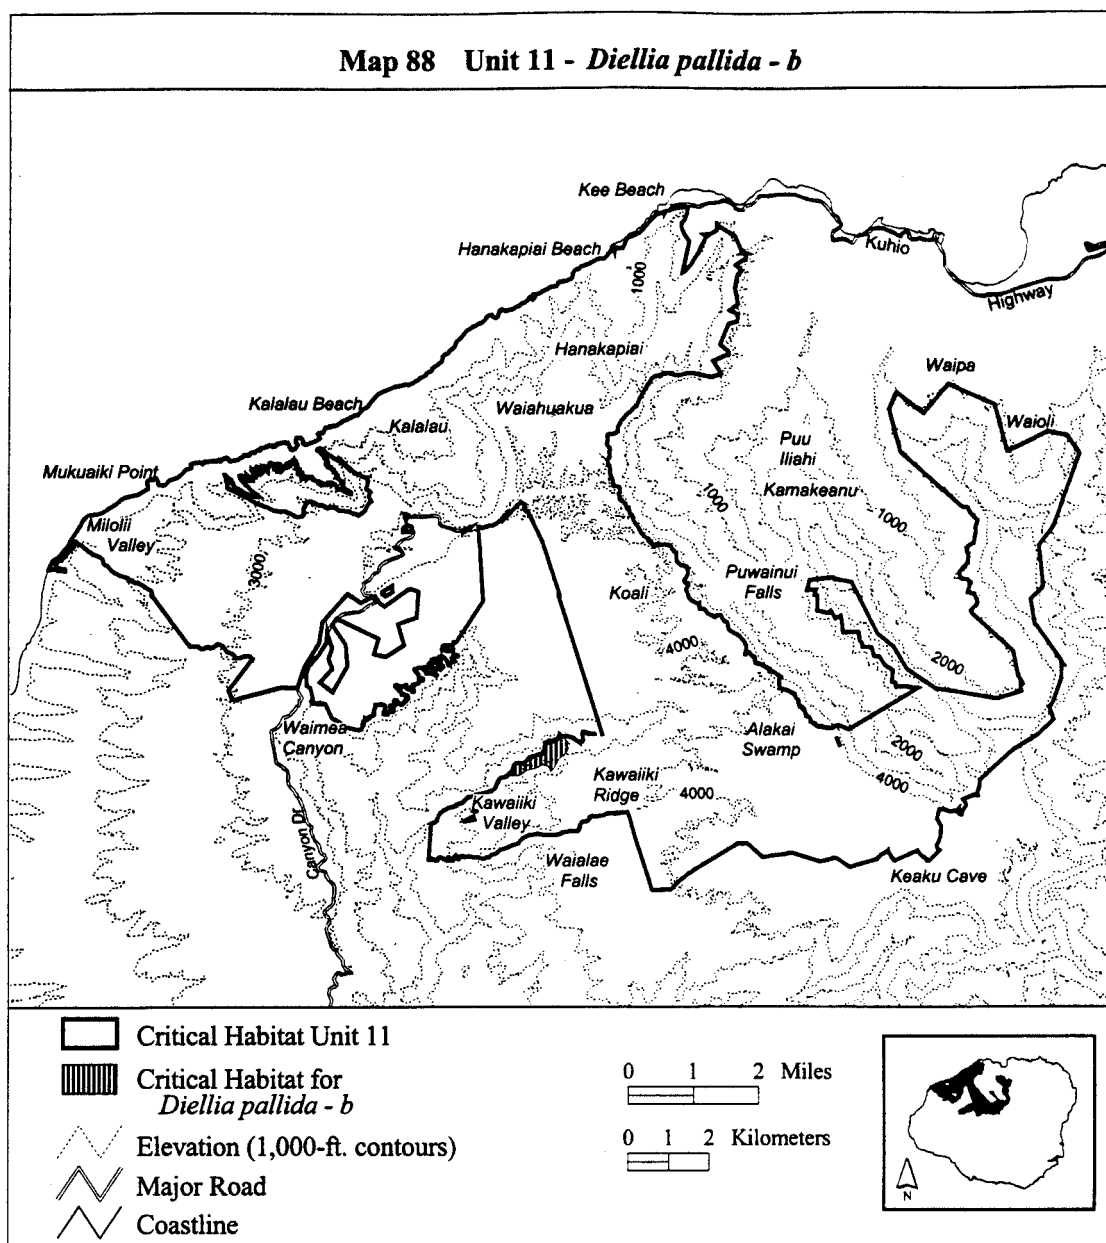 Map 88 Unit 11 - Diellia pallida - b
Kee Beach
Kuhio
Hanakapiai Beach
1000
Highway
Hanakapiai
Waipa
Kalalau Beach
Waiahuakua
Waioli
Kalalau
Puu
Iliahi
Mukuaiki Point
Kamakeanu
1000
1000
Milolii
Valley
3000
Puwainui
Falls
Koali
4000
2000
Waimea
Canyon
Alakai
Swamp
2000
Kawaiiki
Ridge
4000
4000
Kawaiiki
Valley
Canyon Dr
Waialae
Falls
Keaku Cave
Critical Habitat Unit 11
Critical Habitat for
Diellia pallida - b
Elevation (1,000-ft. contours)
Major Road
Coastline
0 1 2 Miles
0 1 2 Kilometers
N